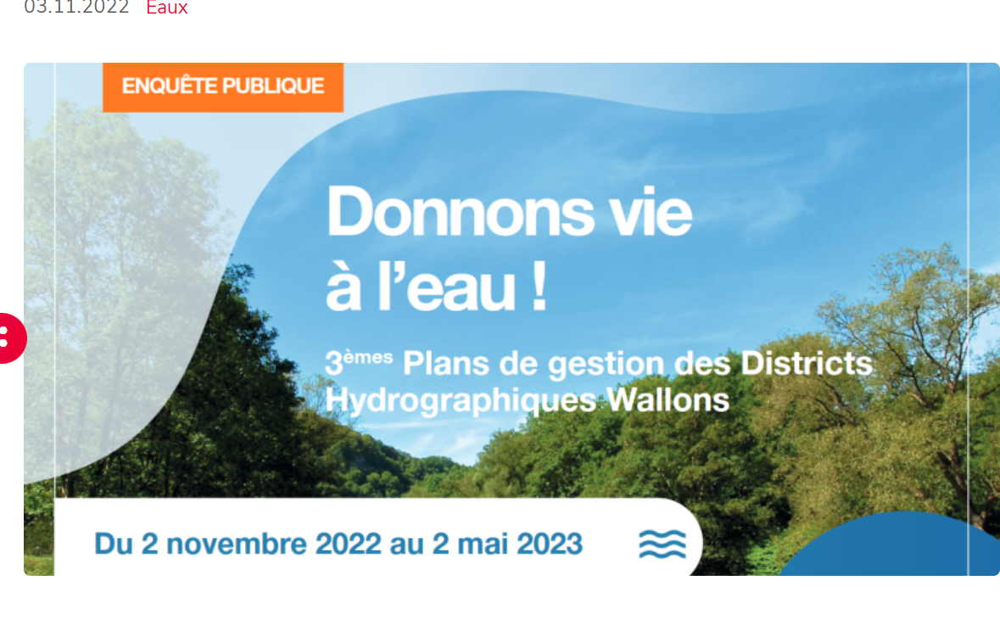 03.11.2022 Eaux
ENQUÊTE PUBLIQUE
Donnons vie
à l’eau !
3èmes Plans de gestion des Districts
Hydrographiques Wallons
Du 2 novembre 2022 au 2 mai 2023